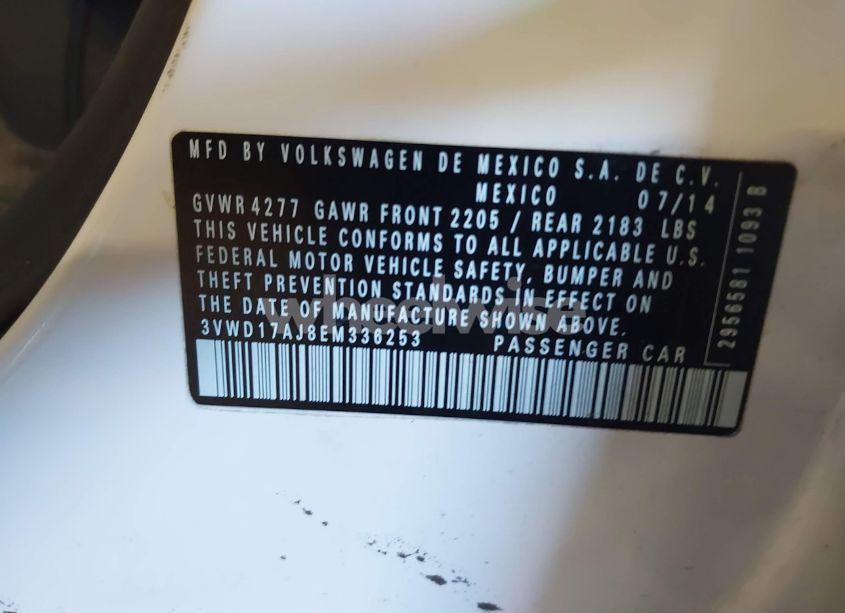 MFD BY VOLKSWAGEN DE MEXICO S.A. DE C.V.
MEXICO 07/14
GVWR 4277 GAWR FRONT 2205 / REAR 2183 LBS
THIS VEHICLE CONFORMS TO ALL APPLICABLE U.S.
FEDERAL MOTOR VEHICLE SAFETY, BUMPER AND
THEFT PREVENTION STANDARDS IN EFFECT ON
THE DATE OF MANUFACTURE SHOWN ABOVE.
3VWD17AJ8EM336253 PASSENGER CAR
2956581 1093 B
wheelwise